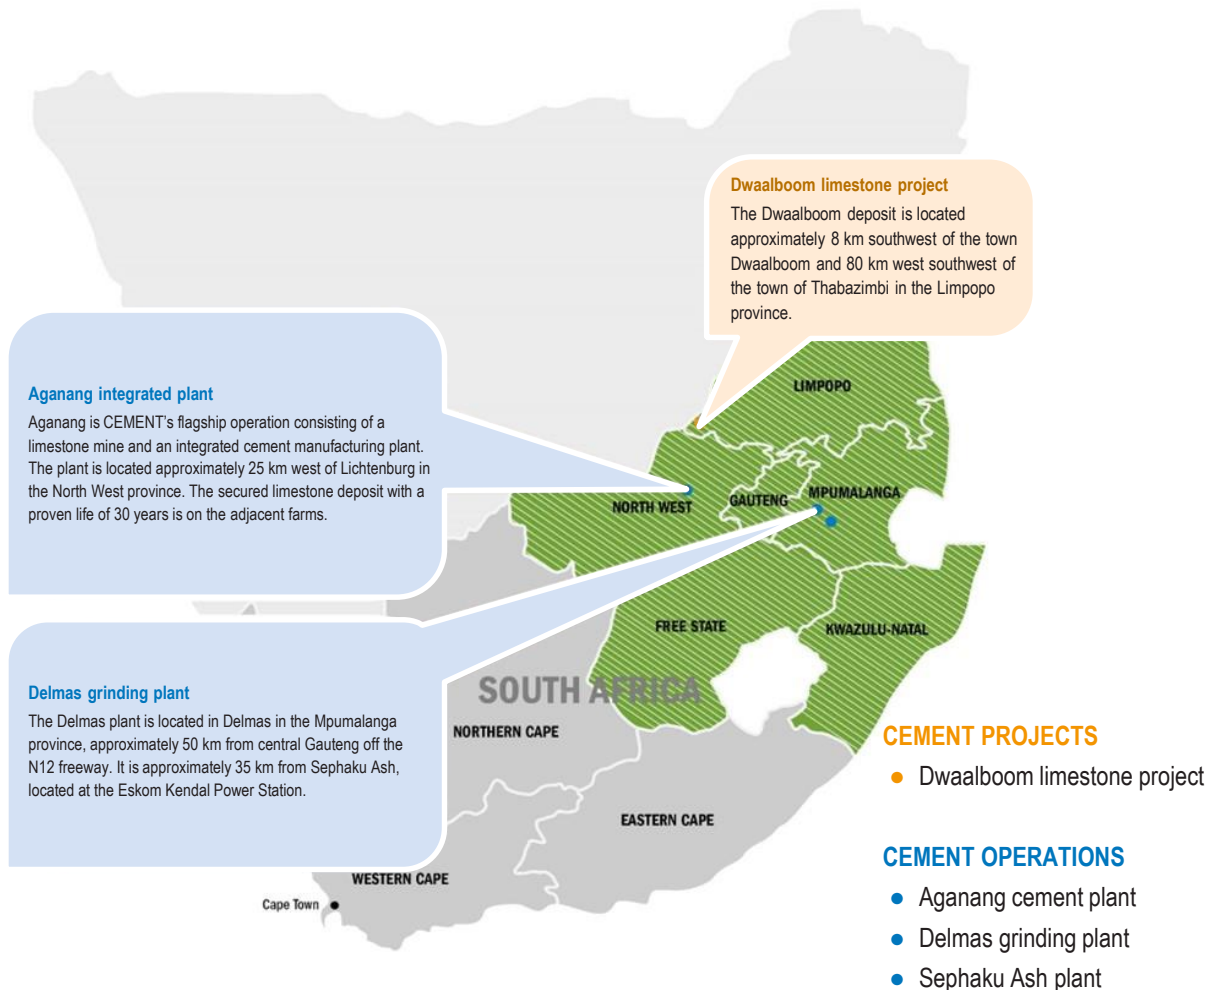 Dwaalboom limestone project
The Dwaalboom deposit is located
approximately 8 km southwest of the town
Dwaalboom and 80 km west southwest of
the town of Thabazimbi in the Limpopo
province.
Aganang integrated plant
Aganang is CEMENT’s flagship operation consisting of a
limestone mine and an integrated cement manufacturing plant.
The plant is located approximately 25 km west of Lichtenburg in
the North West province. The secured limestone deposit with a
proven life of 30 years is on the adjacent farms.
LIMPOPO
NORTH WEST
GAUTENG
MPUMALANGA
FREE STATE
KWAZULU-NATAL
SOUTH AFRICA
Delmas grinding plant
The Delmas plant is located in Delmas in the Mpumalanga
province, approximately 50 km from central Gauteng off the
N12 freeway. It is approximately 35 km from Sephaku Ash,
located at the Eskom Kendal Power Station.
NORTHERN CAPE
EASTERN CAPE
WESTERN CAPE
Cape Town
CEMENT PROJECTS
Dwaalboom limestone project
CEMENT OPERATIONS
Aganang cement plant
Delmas grinding plant
Sephaku Ash plant